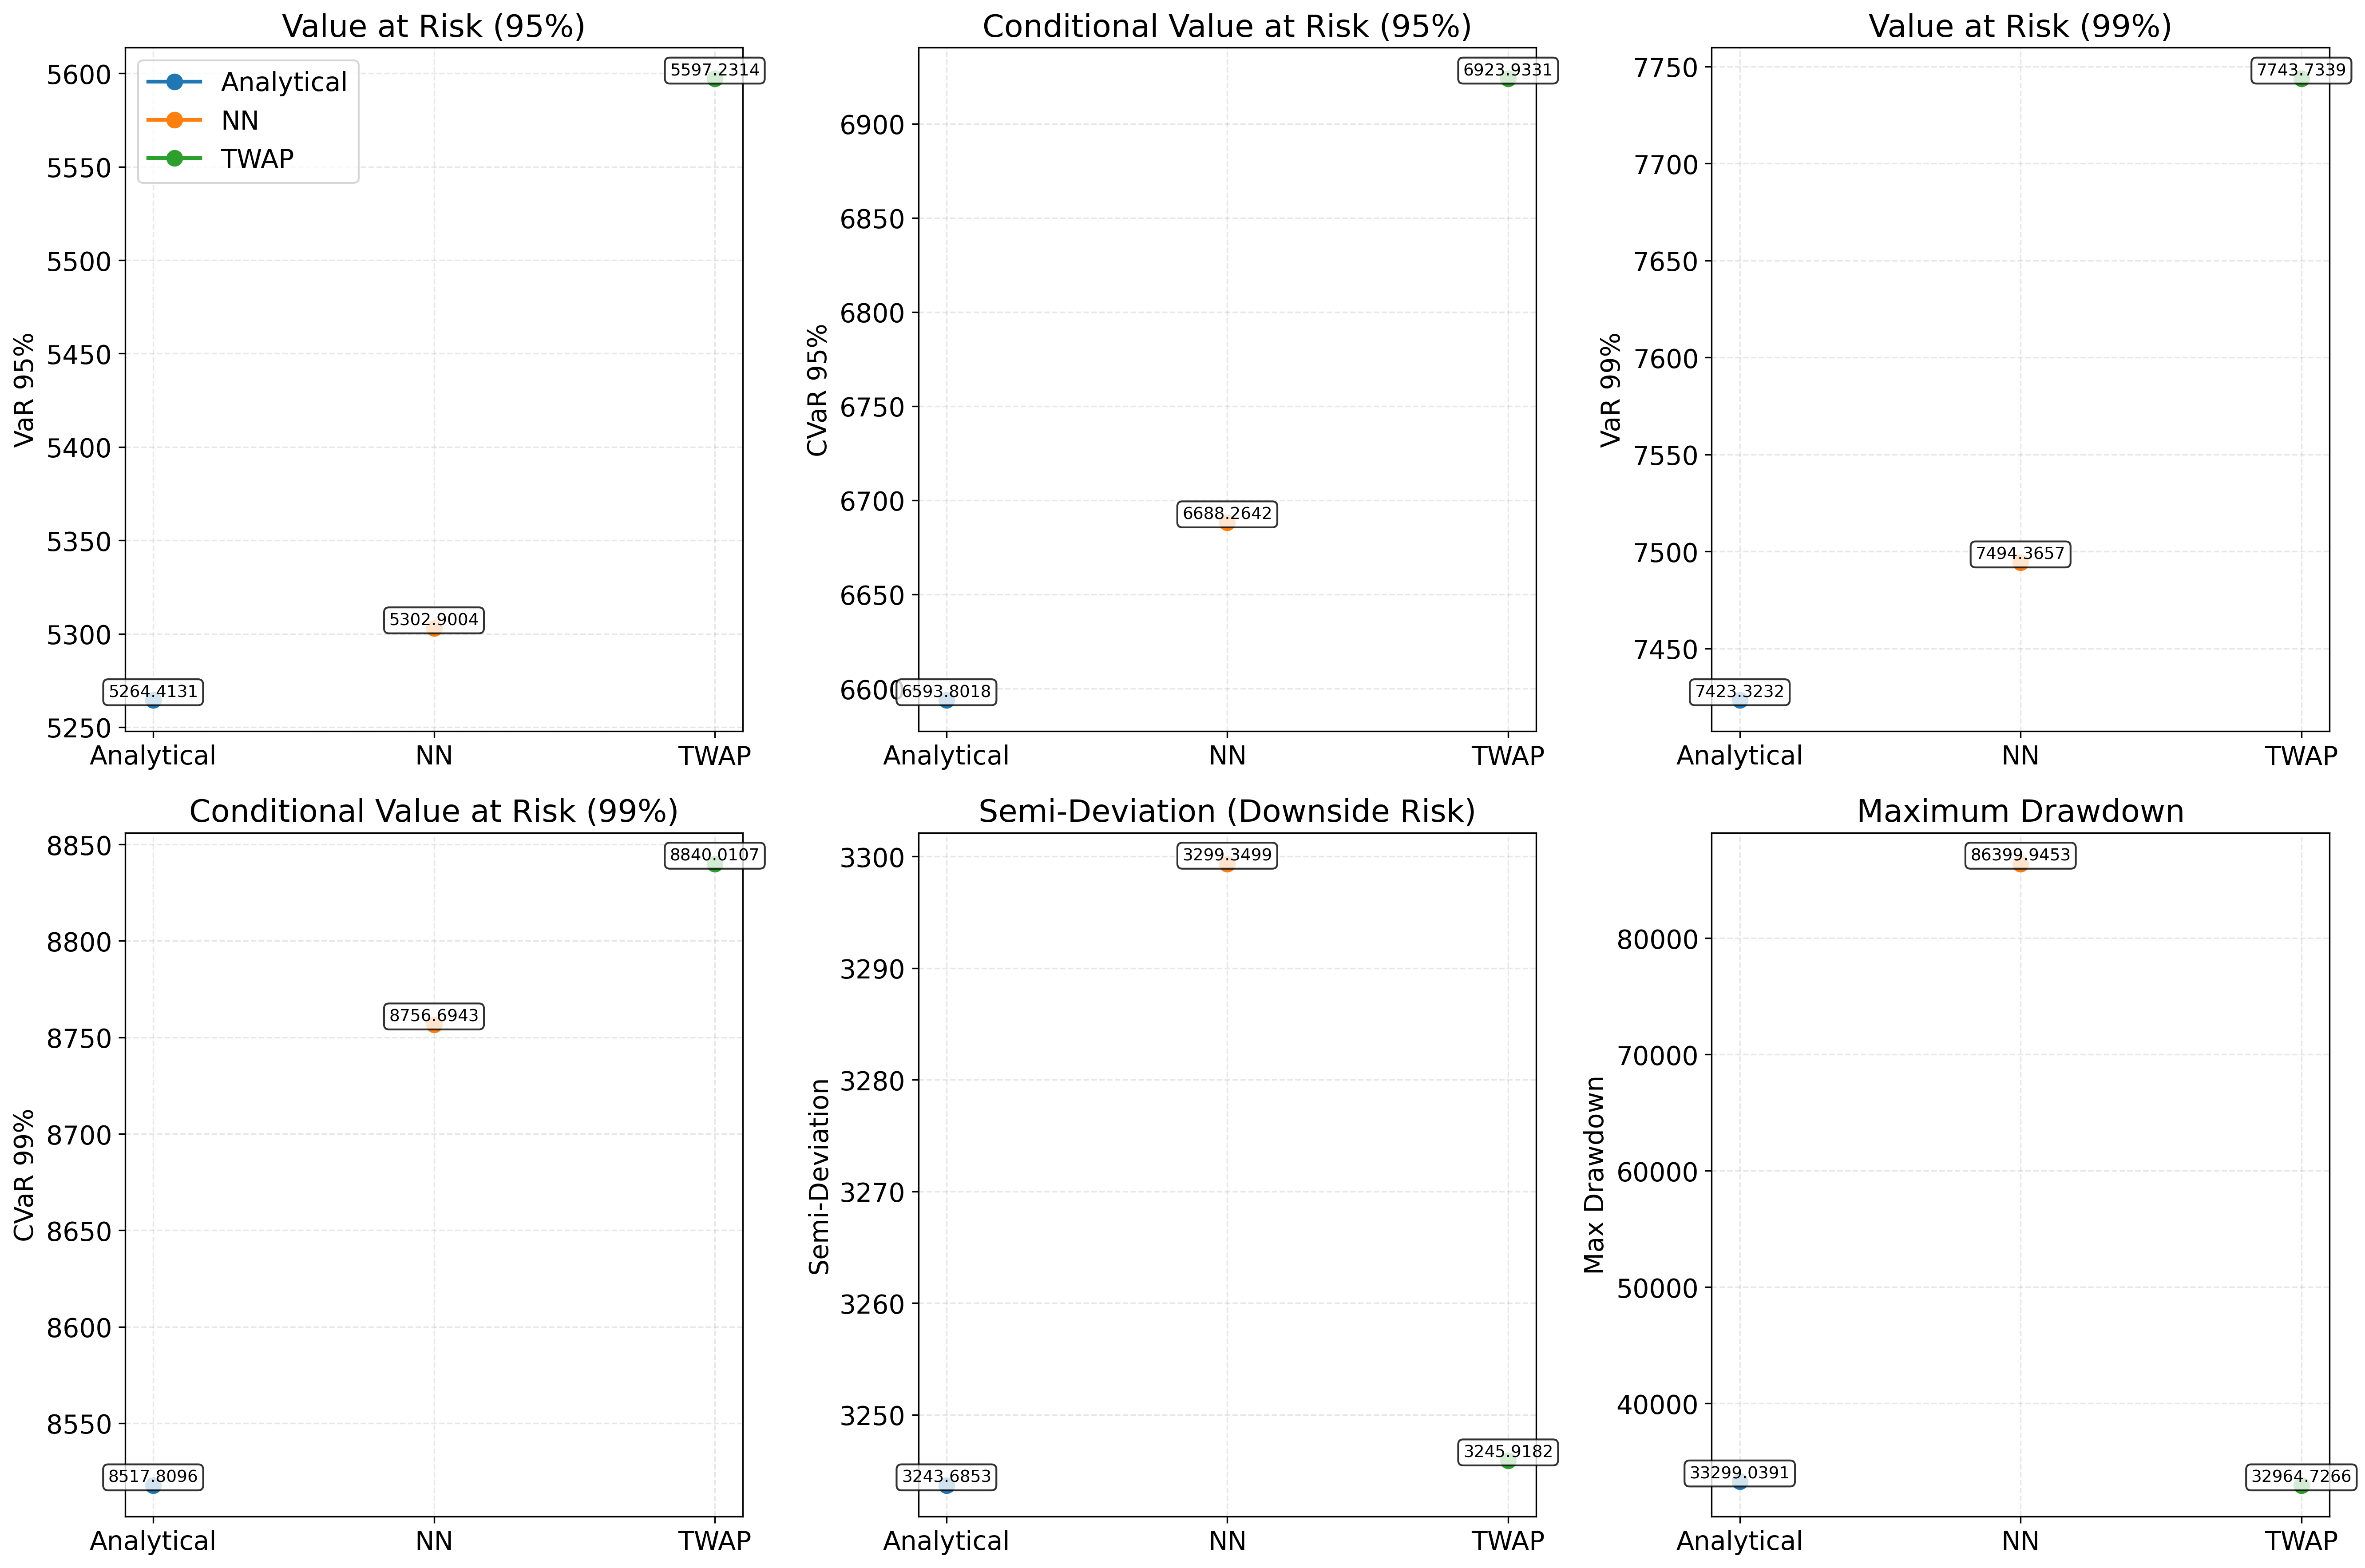 Value at Risk (95%)
VaR 95%
5600
5550
5500
5450
5400
5350
5300
5250
Analytical
NN
TWAP
5264.4131
5302.9004
5597.2314
Analytical
NN
TWAP
Conditional Value at Risk (95%)
CVaR 95%
6900
6850
6800
6750
6700
6650
6600
6593.8018
6688.2642
6923.9331
Analytical
NN
TWAP
Value at Risk (99%)
VaR 99%
7750
7700
7650
7600
7550
7500
7450
7423.3232
7494.3657
7743.7339
Analytical
NN
TWAP
Conditional Value at Risk (99%)
CVaR 99%
8850
8800
8750
8700
8650
8600
8550
8517.8096
8756.6943
8840.0107
Analytical
NN
TWAP
Semi-Deviation (Downside Risk)
Semi-Deviation
3300
3290
3280
3270
3260
3250
3243.6853
3299.3499
3245.9182
Analytical
NN
TWAP
Maximum Drawdown
Max Drawdown
80000
70000
60000
50000
40000
33299.0391
86399.9453
32964.7266
Analytical
NN
TWAP